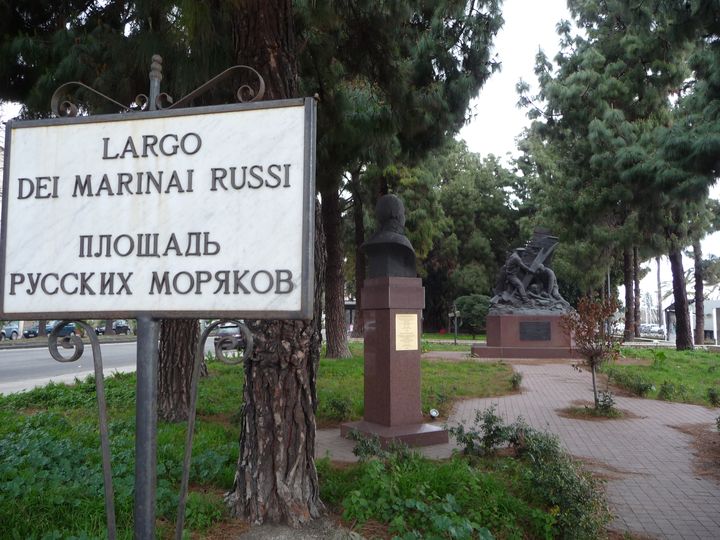 LARGO
DEI MARINAI RUSSI
ПЛОЩАДЬ
РУССКИХ МОРЯКОВ